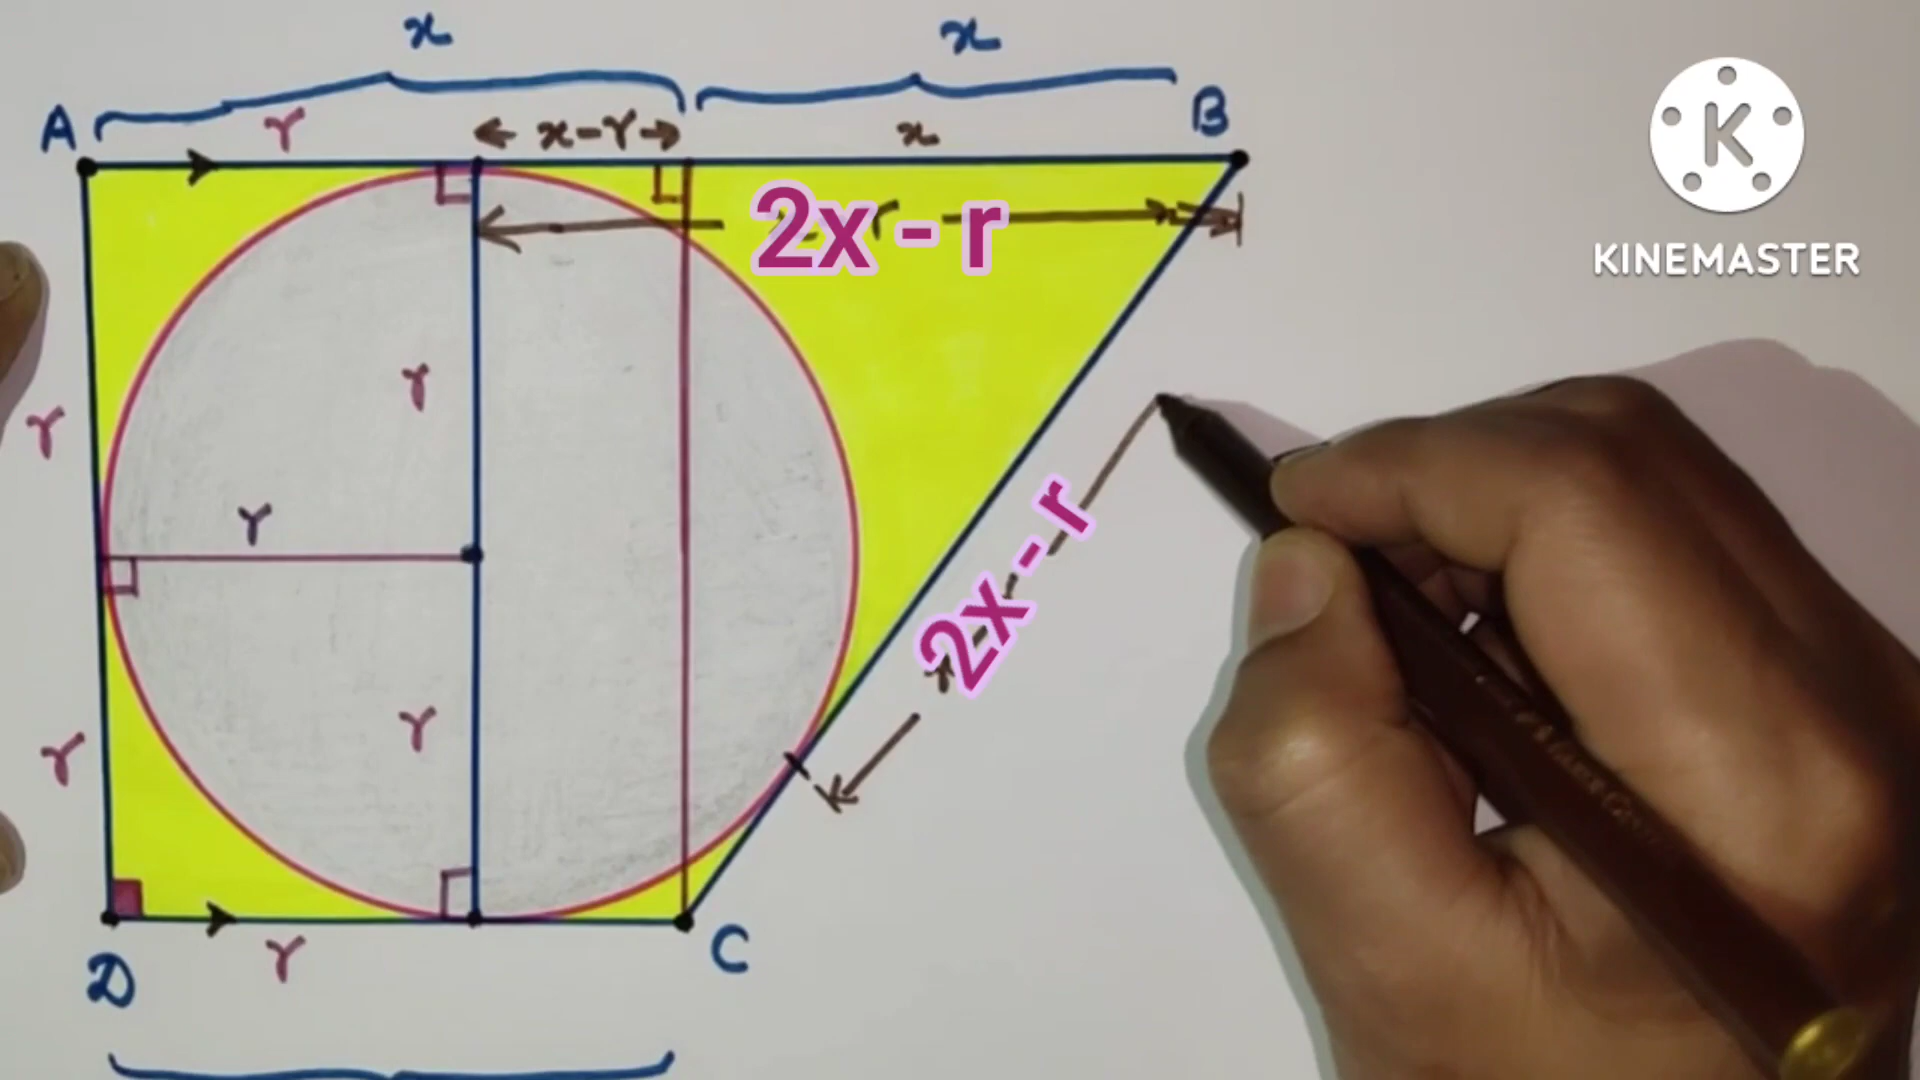 x x
A B
r x-r x
2x - r
r r
r
2x - r
r r
D r C
K
KINEMASTER